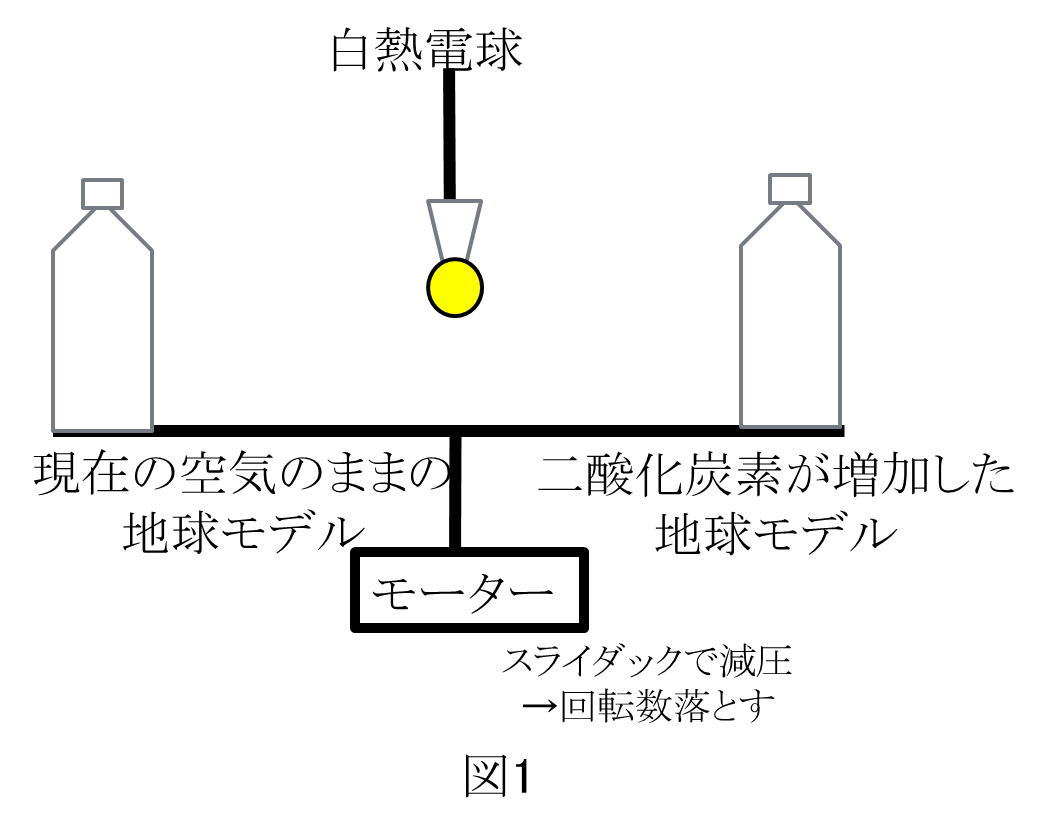 白熱電球
現在の空気のままの
地球モデル
二酸化炭素が増加した
地球モデル
モーター
スライダックで減圧
→回転数落とす
図1